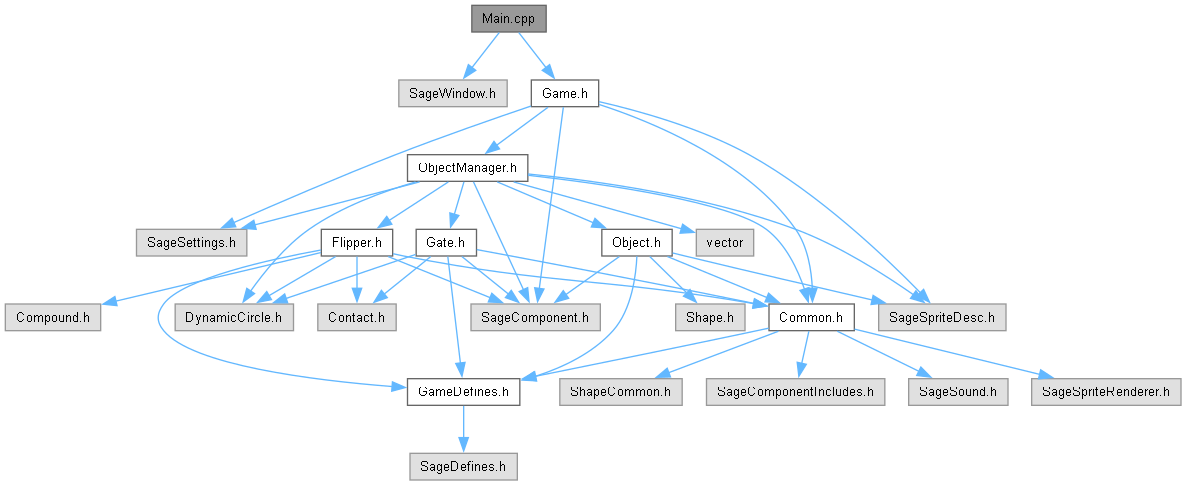 Main.cpp
SageWindow.h
Game.h
ObjectManager.h
SageSettings.h
Flipper.h
Gate.h
Object.h
vector
Compound.h
DynamicCircle.h
Contact.h
SageComponent.h
Shape.h
Common.h
SageSpriteDesc.h
GameDefines.h
ShapeCommon.h
SageComponentIncludes.h
SageSound.h
SageSpriteRenderer.h
SageDefines.h